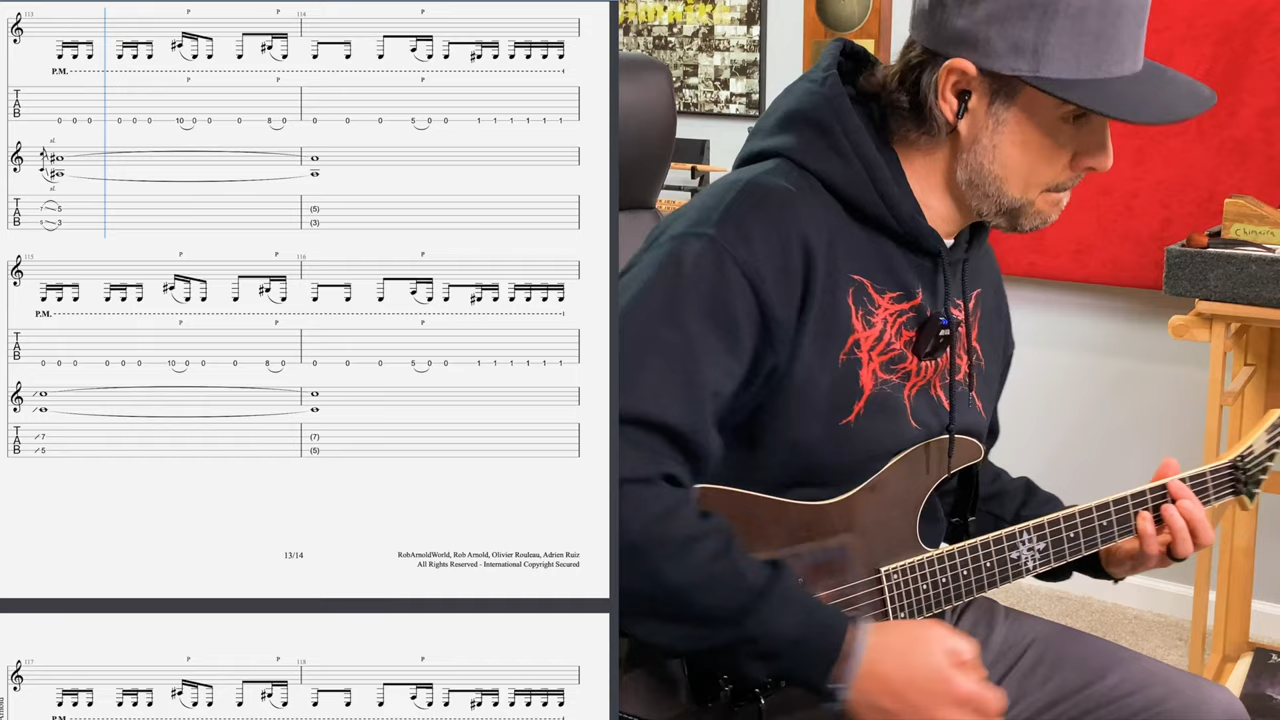 113
P
P
114
P
P.M.
P
P
P
T
A
B
0 0 0 0 0 0 10 0 0 0 8 0 0 0 5 0 0 1 1 1 1 1 1
sl.
sl.
T
A
B
7 5 (5)
5 3 (3)
115
P
P
116
P
P.M.
P
P
P
T
A
B
0 0 0 0 0 0 10 0 0 0 8 0 0 0 0 5 0 0 1 1 1 1 1 1
T
A
B
7 (7)
5 (5)
13/14
RobArnoldWorld, Rob Arnold, Olivier Rouleau, Adrien Ruiz
All Rights Reserved - International Copyright Secured
117
P
P
118
P
P.M.
Chimaira